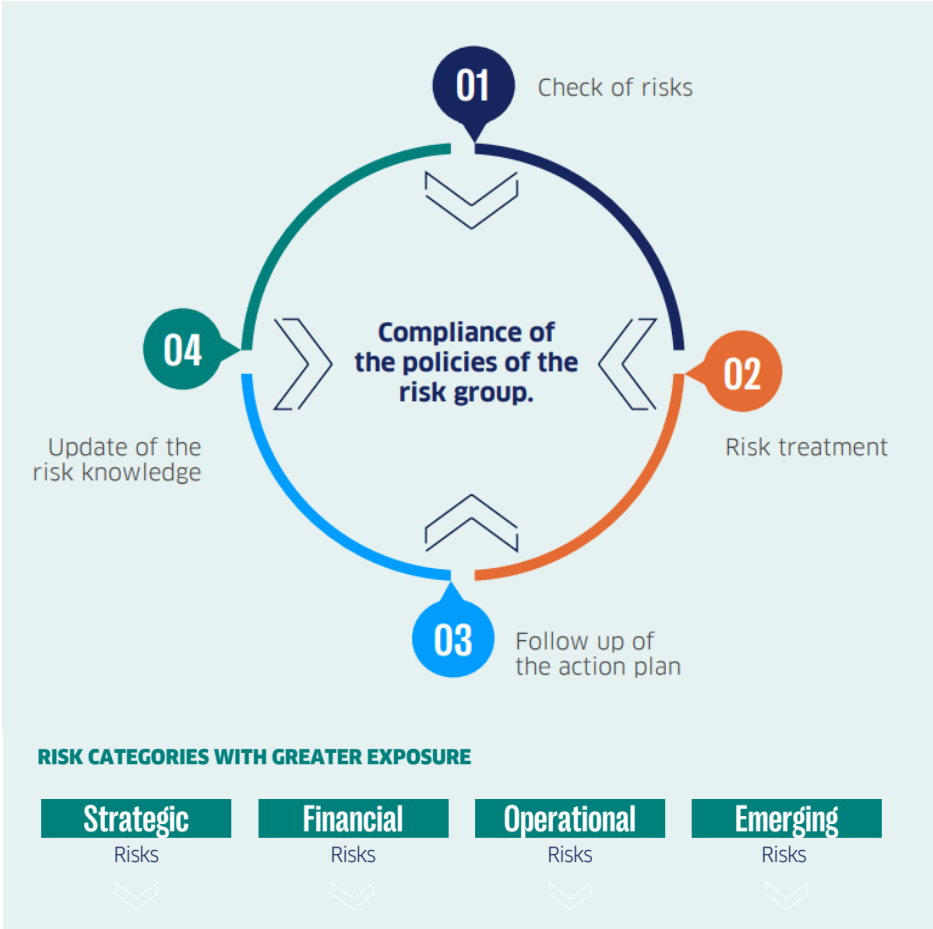 01
Check of risks
02
Risk treatment
03
Follow up of
the action plan
04
Update of the
risk knowledge
Compliance of
the policies of the
risk group.
RISK CATEGORIES WITH GREATER EXPOSURE
Strategic
Risks
Financial
Risks
Operational
Risks
Emerging
Risks